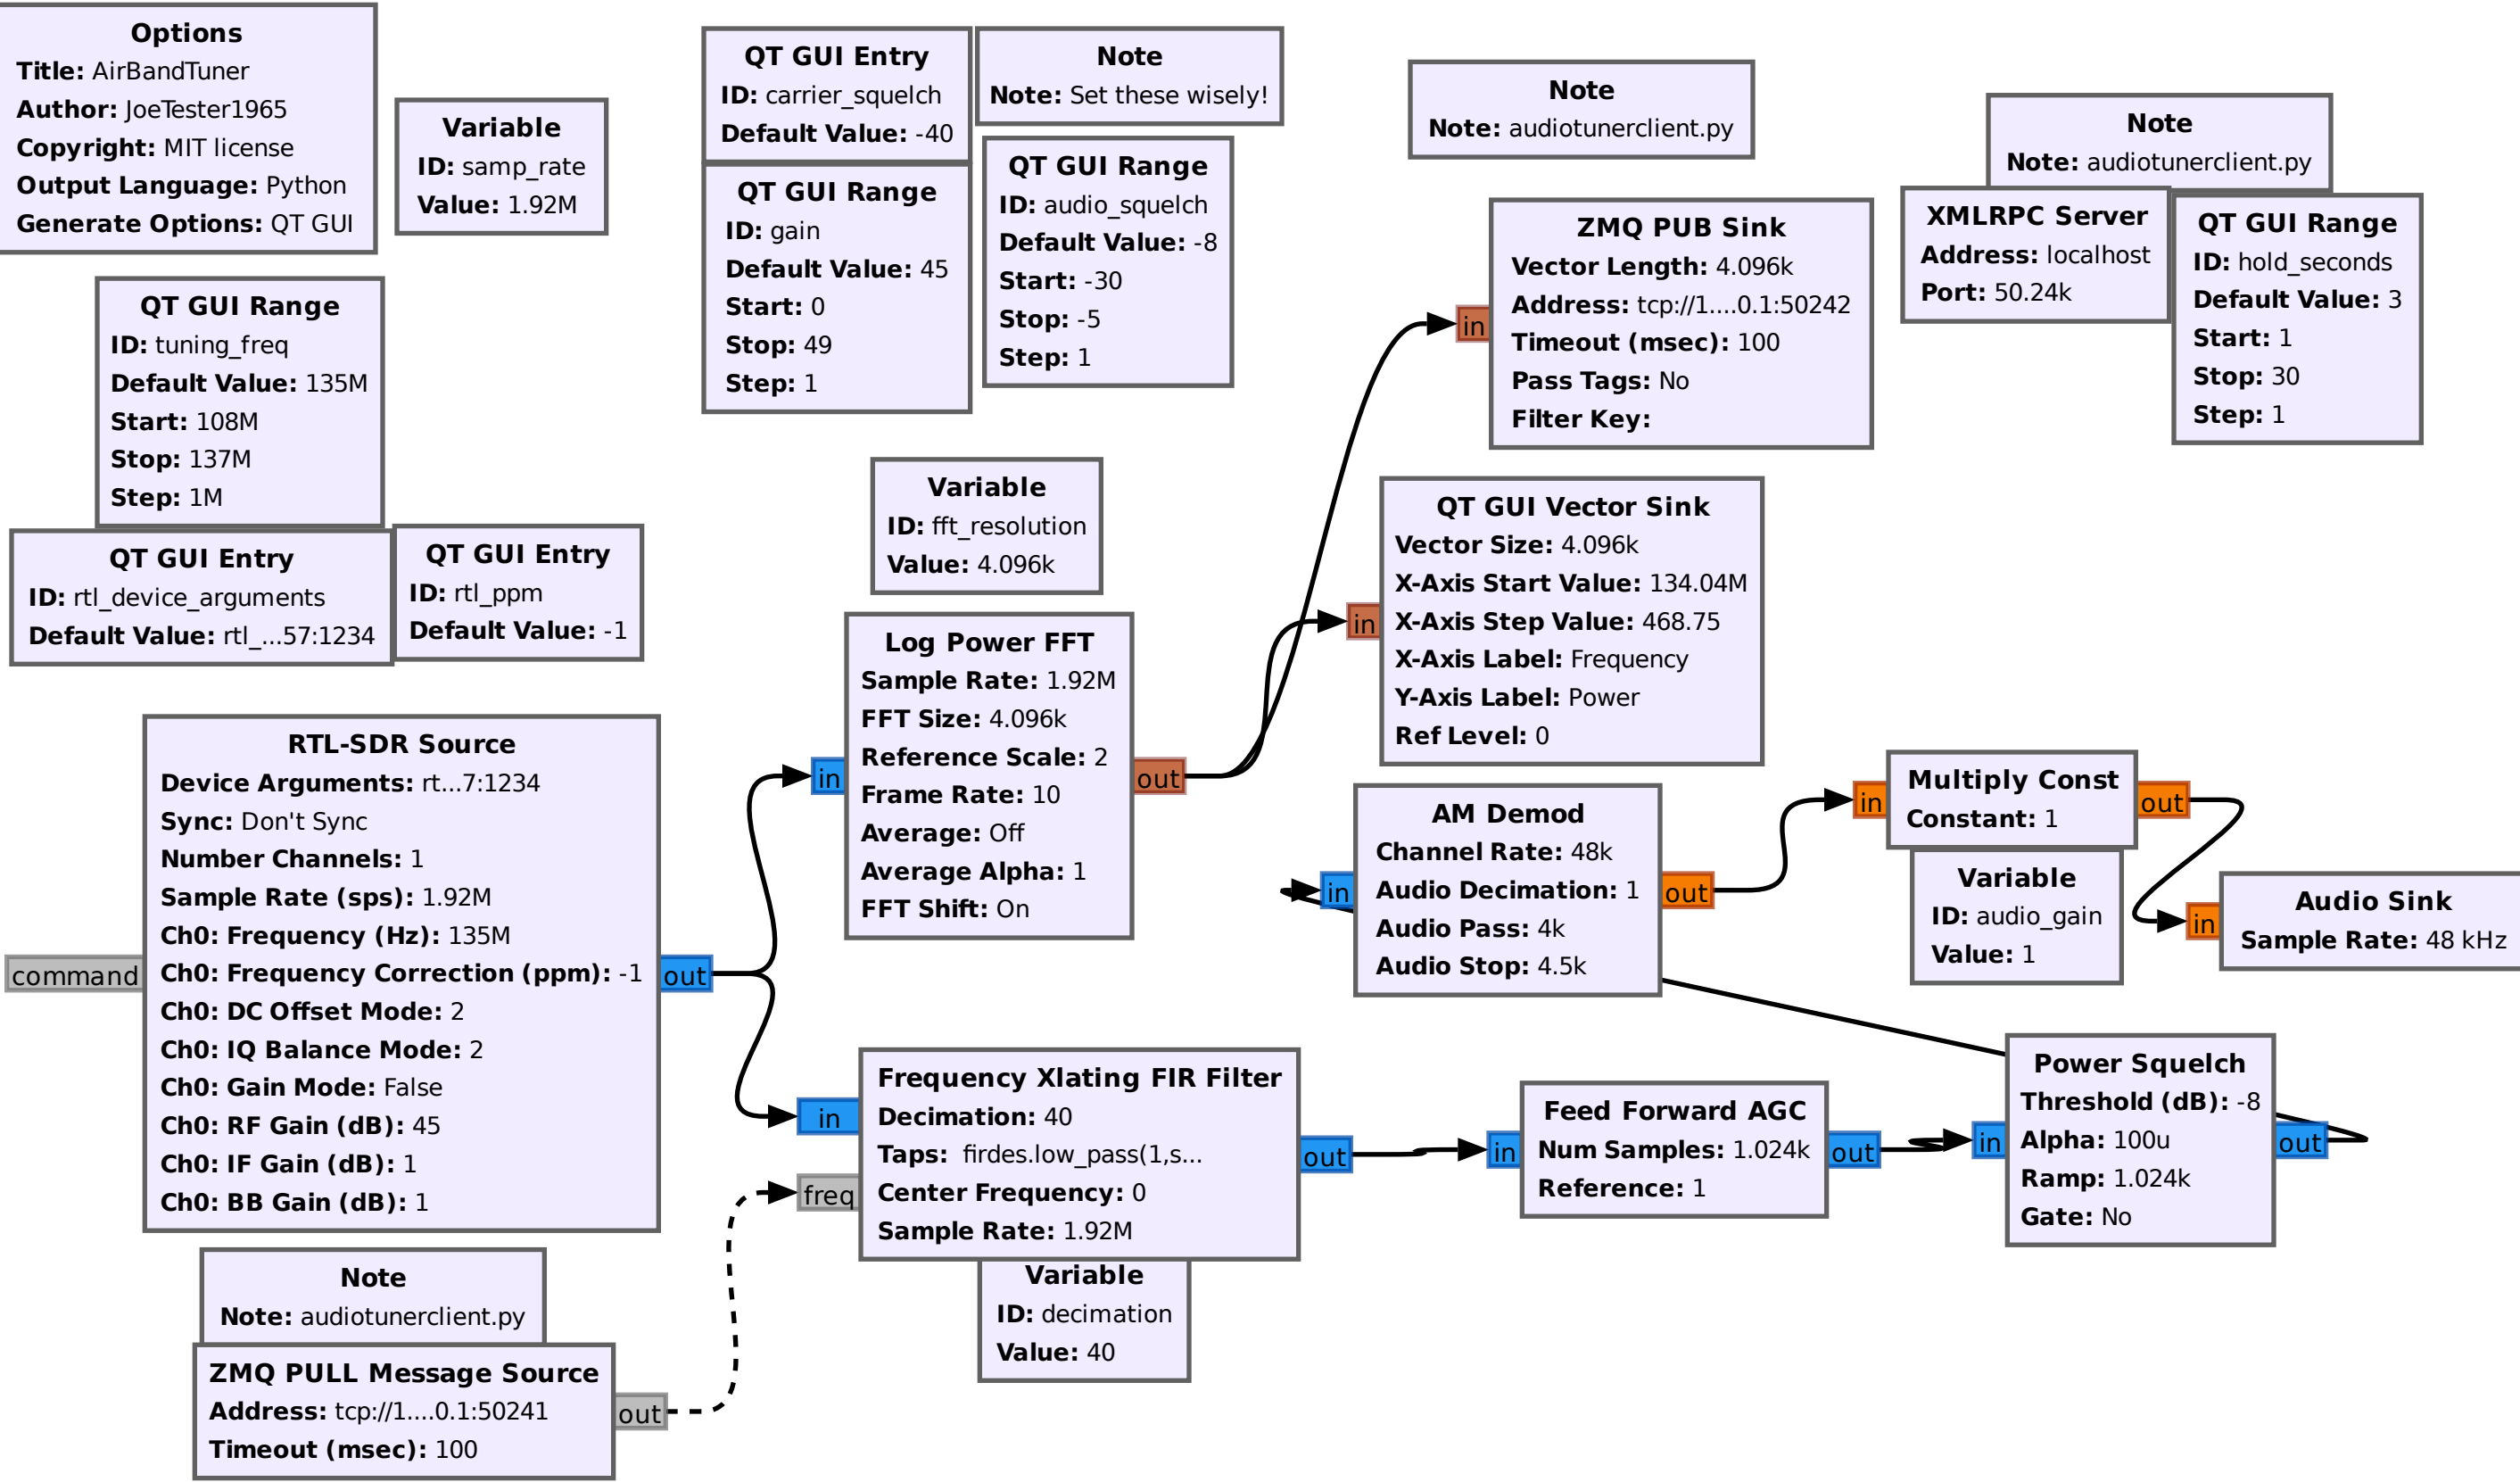 Options
Title: AirBandTuner
Author: JoeTester1965
Copyright: MIT license
Output Language: Python
Generate Options: QT GUI
Variable
ID: samp_rate
Value: 1.92M
QT GUI Entry
ID: carrier_squelch
Default Value: -40
Note
Note: Set these wisely!
QT GUI Range
ID: gain
Default Value: 45
Start: 0
Stop: 49
Step: 1
QT GUI Range
ID: audio_squelch
Default Value: -8
Start: -30
Stop: -5
Step: 1
Note
Note: audiotunerclient.py
ZMQ PUB Sink
Vector Length: 4.096k
Address: tcp://1....0.1:50242
Timeout (msec): 100
Pass Tags: No
Filter Key:
in
Note
Note: audiotunerclient.py
XMLRPC Server
Address: localhost
Port: 50.24k
QT GUI Range
ID: hold_seconds
Default Value: 3
Start: 1
Stop: 30
Step: 1
QT GUI Range
ID: tuning_freq
Default Value: 135M
Start: 108M
Stop: 137M
Step: 1M
QT GUI Entry
ID: rtl_device_arguments
Default Value: rtl_...57:1234
QT GUI Entry
ID: rtl_ppm
Default Value: -1
Variable
ID: fft_resolution
Value: 4.096k
QT GUI Vector Sink
Vector Size: 4.096k
X-Axis Start Value: 134.04M
X-Axis Step Value: 468.75
X-Axis Label: Frequency
Y-Axis Label: Power
Ref Level: 0
in
Log Power FFT
Sample Rate: 1.92M
FFT Size: 4.096k
Reference Scale: 2
Frame Rate: 10
Average: Off
Average Alpha: 1
FFT Shift: On
in
out
RTL-SDR Source
Device Arguments: rt...7:1234
Sync: Don't Sync
Number Channels: 1
Sample Rate (sps): 1.92M
Ch0: Frequency (Hz): 135M
Ch0: Frequency Correction (ppm): -1
Ch0: DC Offset Mode: 2
Ch0: IQ Balance Mode: 2
Ch0: Gain Mode: False
Ch0: RF Gain (dB): 45
Ch0: IF Gain (dB): 1
Ch0: BB Gain (dB): 1
command
out
AM Demod
Channel Rate: 48k
Audio Decimation: 1
Audio Pass: 4k
Audio Stop: 4.5k
in
out
Multiply Const
Constant: 1
in
out
Variable
ID: audio_gain
Value: 1
Audio Sink
Sample Rate: 48 kHz
in
Frequency Xlating FIR Filter
Decimation: 40
Taps: firdes.low_pass(1,s...
Center Frequency: 0
Sample Rate: 1.92M
in
freq
out
Variable
ID: decimation
Value: 40
Feed Forward AGC
Num Samples: 1.024k
Reference: 1
in
out
Power Squelch
Threshold (dB): -8
Alpha: 100u
Ramp: 1.024k
Gate: No
in
out
Note
Note: audiotunerclient.py
ZMQ PULL Message Source
Address: tcp://1....0.1:50241
Timeout (msec): 100
out